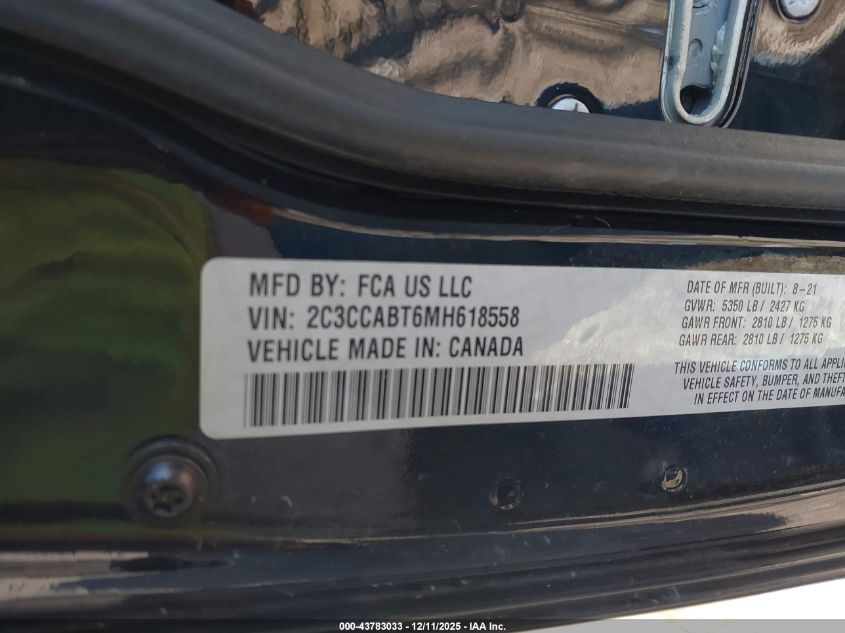 MFD BY: FCA US LLC
VIN: 2C3CCABT6MH618558
VEHICLE MADE IN: CANADA
DATE OF MFR (BUILT): 8-21
GVWR: 5350 LB / 2427 KG
GAWR FRONT: 2810 LB / 1275 KG
GAWR REAR: 2810 LB / 1275 KG
THIS VEHICLE CONFORMS TO ALL
VEHICLE SAFETY, BUMPER, AND THEFT
IN EFFECT ON THE DATE OF
000-43783033 - 12/11/2025 - IAA Inc.